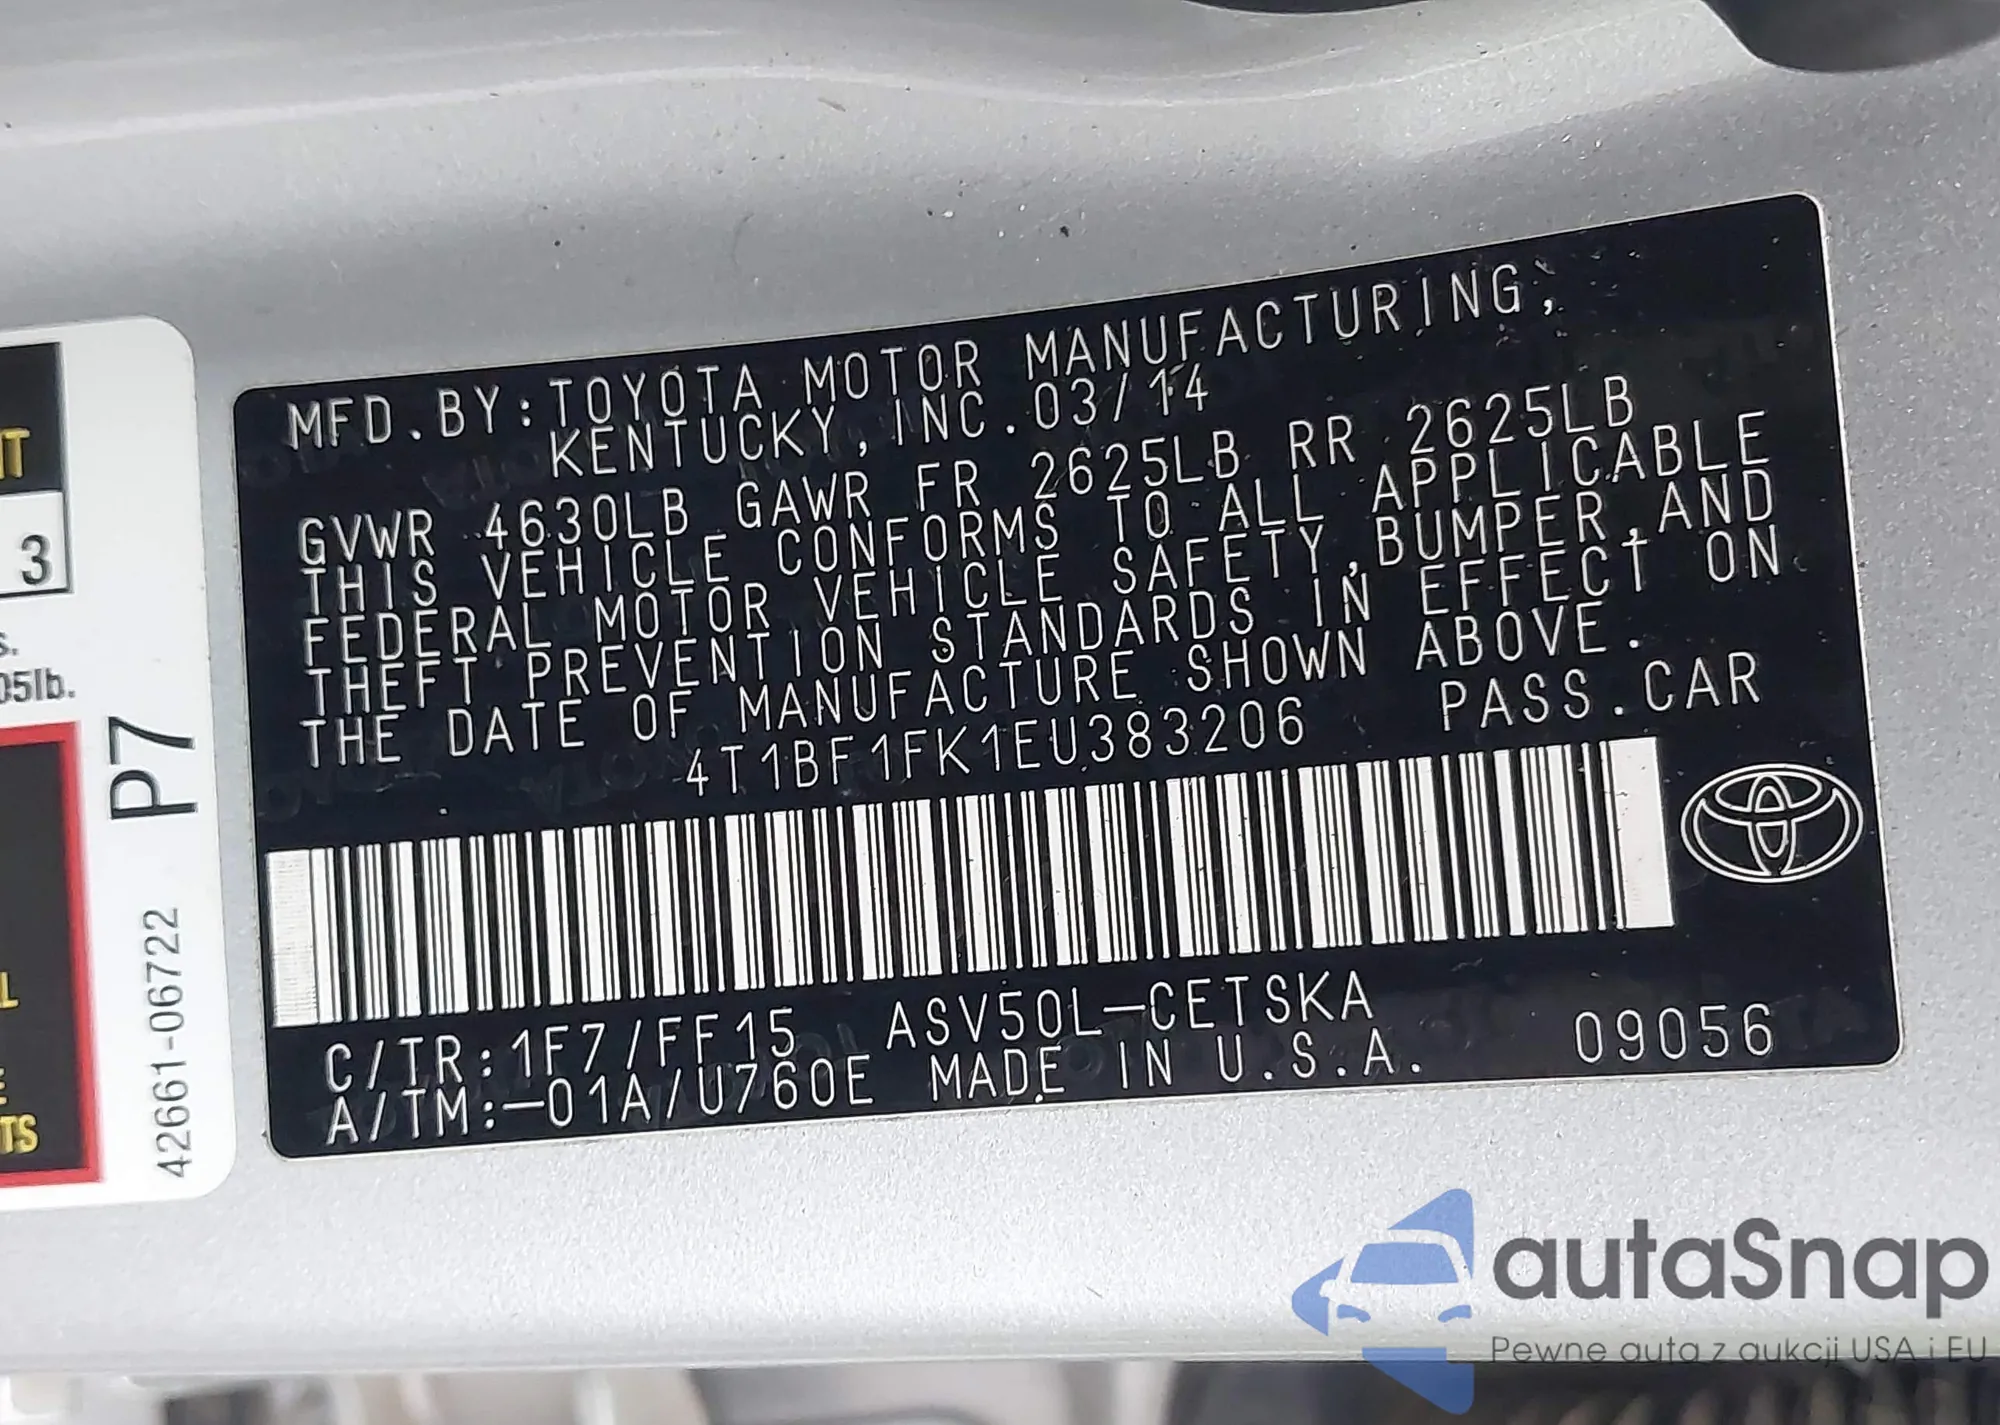 MFD.BY:TOYOTA MOTOR MANUFACTURING,
KENTUCKY,INC.03/14
GVWR 4630LB GAWR FR 2625LB RR 2625LB
THIS VEHICLE CONFORMS TO ALL APPLICABLE
FEDERAL MOTOR VEHICLE SAFETY,BUMPER,AND
THEFT PREVENTION STANDARDS IN EFFECT ON
THE DATE OF MANUFACTURE SHOWN ABOVE.
4T1BF1FK1EU383206 PASS.CAR
C/TR:1F7/FF15 ASV50L-CETSKA
A/TM:-01A/U760E MADE IN U.S.A. 09056
3
05lb.
P7
42661-06722
autaSnap
Pewne auta z aukcji USA i EU